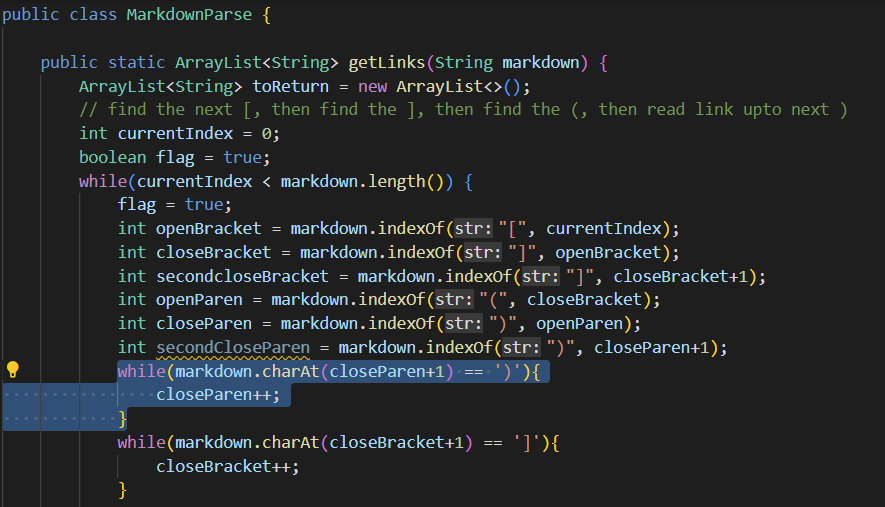 public class MarkdownParse {
public static ArrayList<String> getLinks(String markdown) {
ArrayList<String> toReturn = new ArrayList<>();
// find the next [, then find the ], then find the (, then read link upto next )
int currentIndex = 0;
boolean flag = true;
while(currentIndex < markdown.length()) {
flag = true;
int openBracket = markdown.indexOf(str: "[", currentIndex);
int closeBracket = markdown.indexOf(str: "]", openBracket);
int secondcloseBracket = markdown.indexOf(str: "]", closeBracket+1);
int openParen = markdown.indexOf(str: "(", closeBracket);
int closeParen = markdown.indexOf(str: ")", openParen);
int secondCloseParen = markdown.indexOf(str: ")", closeParen+1);
while(markdown.charAt(closeParen+1) == ')'){
closeParen++;
}
while(markdown.charAt(closeBracket+1) == ']'){
closeBracket++;
}